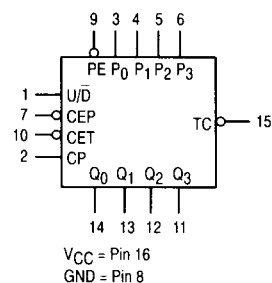 9 3 4 5 6
PE P0 P1 P2 P3
1 U/D̅
7 CEP
10 CET
TC 15
2 CP
Q0 Q1 Q2 Q3
14 13 12 11
VCC = Pin 16
GND = Pin 8